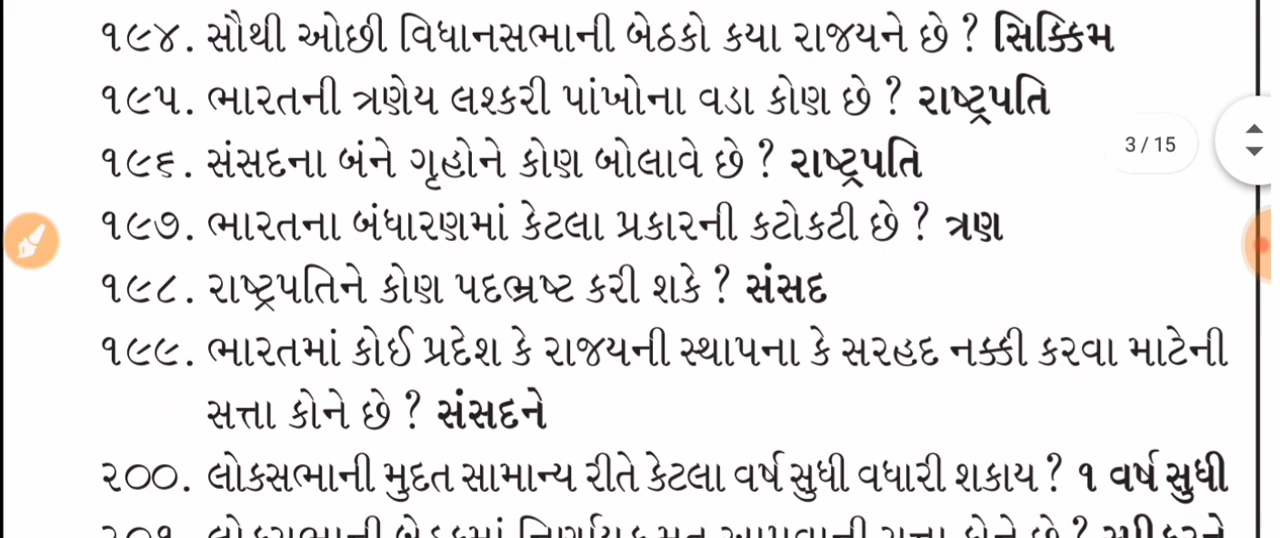 ૧૯૪. સૌથી ઓછી વિધાનસભાની બેઠકો કયા રાજ્યને છે ? સિક્કિમ
૧૯૫. ભારતની ત્રણેય લશ્કરી પાંખોના વડા કોણ છે ? રાષ્ટ્રપતિ
3 / 15
૧૯૬. સંસદના બંને ગૃહોને કોણ બોલાવે છે ? રાષ્ટ્રપતિ
૧૯૭. ભારતના બંધારણમાં કેટલા પ્રકારની કટોકટી છે ? ત્રણ
૧૯૮. રાષ્ટ્રપતિને કોણ પદભ્રષ્ટ કરી શકે ? સંસદ
૧૯૯. ભારતમાં કોઈ પ્રદેશ કે રાજ્યની સ્થાપના કે સરહદ નક્કી કરવા માટેની
સત્તા કોને છે ? સંસદને
૨૦૦. લોકસભાની મુદત સામાન્ય રીતે કેટલા વર્ષ સુધી વધારી શકાય ? ૧ વર્ષ સુધી